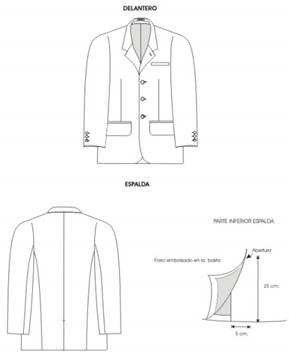 DELANTERO
ESPALDA
PARTE INFERIOR ESPALDA
Abertura
Forro embolsado en la basta
25 cm.
5 cm.